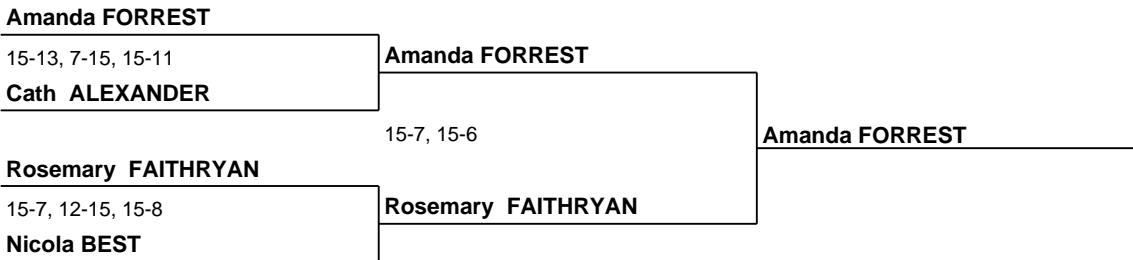 Amanda FORREST
15-13, 7-15, 15-11
Amanda FORREST
Cath ALEXANDER
15-7, 15-6
Amanda FORREST
Rosemary FAITHRYAN
15-7, 12-15, 15-8
Rosemary FAITHRYAN
Nicola BEST